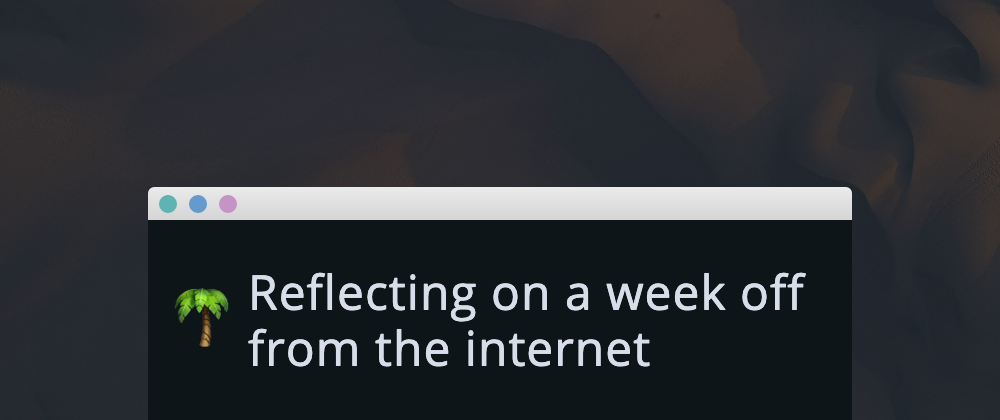 Reflecting on a week off
from the internet